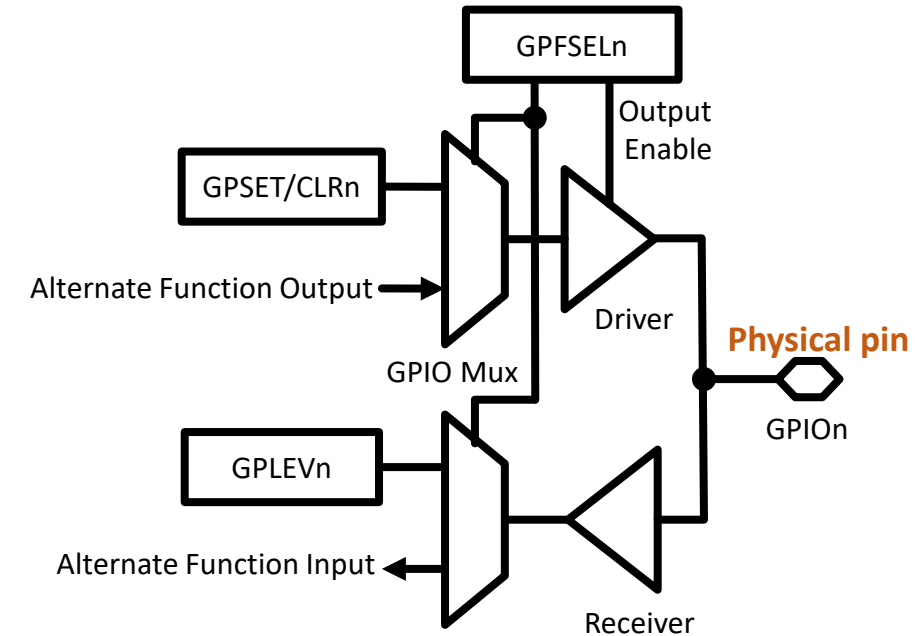 GPFSELn
Output
Enable
GPSET/CLRn
Alternate Function Output
Driver
Physical pin
GPIO Mux
GPIOn
GPLEVn
Alternate Function Input
Receiver